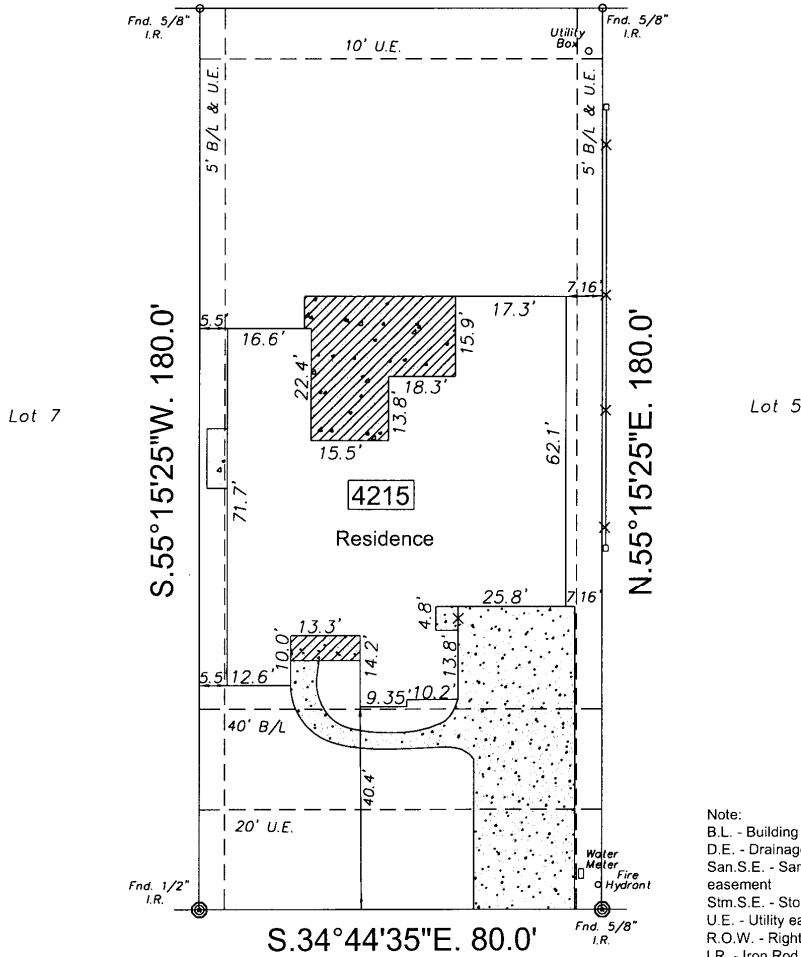 Fnd. 5/8"
I.R.
Utility
Box
Fnd. 5/8"
I.R.
10' U.E.
5' B/L & U.E.
5' B/L & U.E.
7.16'
17.3'
5.5'
16.6'
15.9'
22.4'
18.3'
13.8'
15.5'
S.55°15'25"W. 180.0'
N.55°15'25"E. 180.0'
Lot 7
Lot 5
62.1'
71.7'
4215
Residence
25.8'
7.16'
4.8'
13.3'
10.0'
14.2'
13.8'
5.5'
12.6'
9.35'
10.2'
40' B/L
40.4'
20' U.E.
Water
Meter
Fire
Hydrant
Fnd. 1/2"
I.R.
Fnd. 5/8"
I.R.
S.34°44'35"E. 80.0'
Note:
B.L. - Building
D.E. - Drainage
San.S.E. - San
easement
Stm.S.E. - Sto
U.E. - Utility ea
R.O.W. - Right
I.R. - Iron Rod